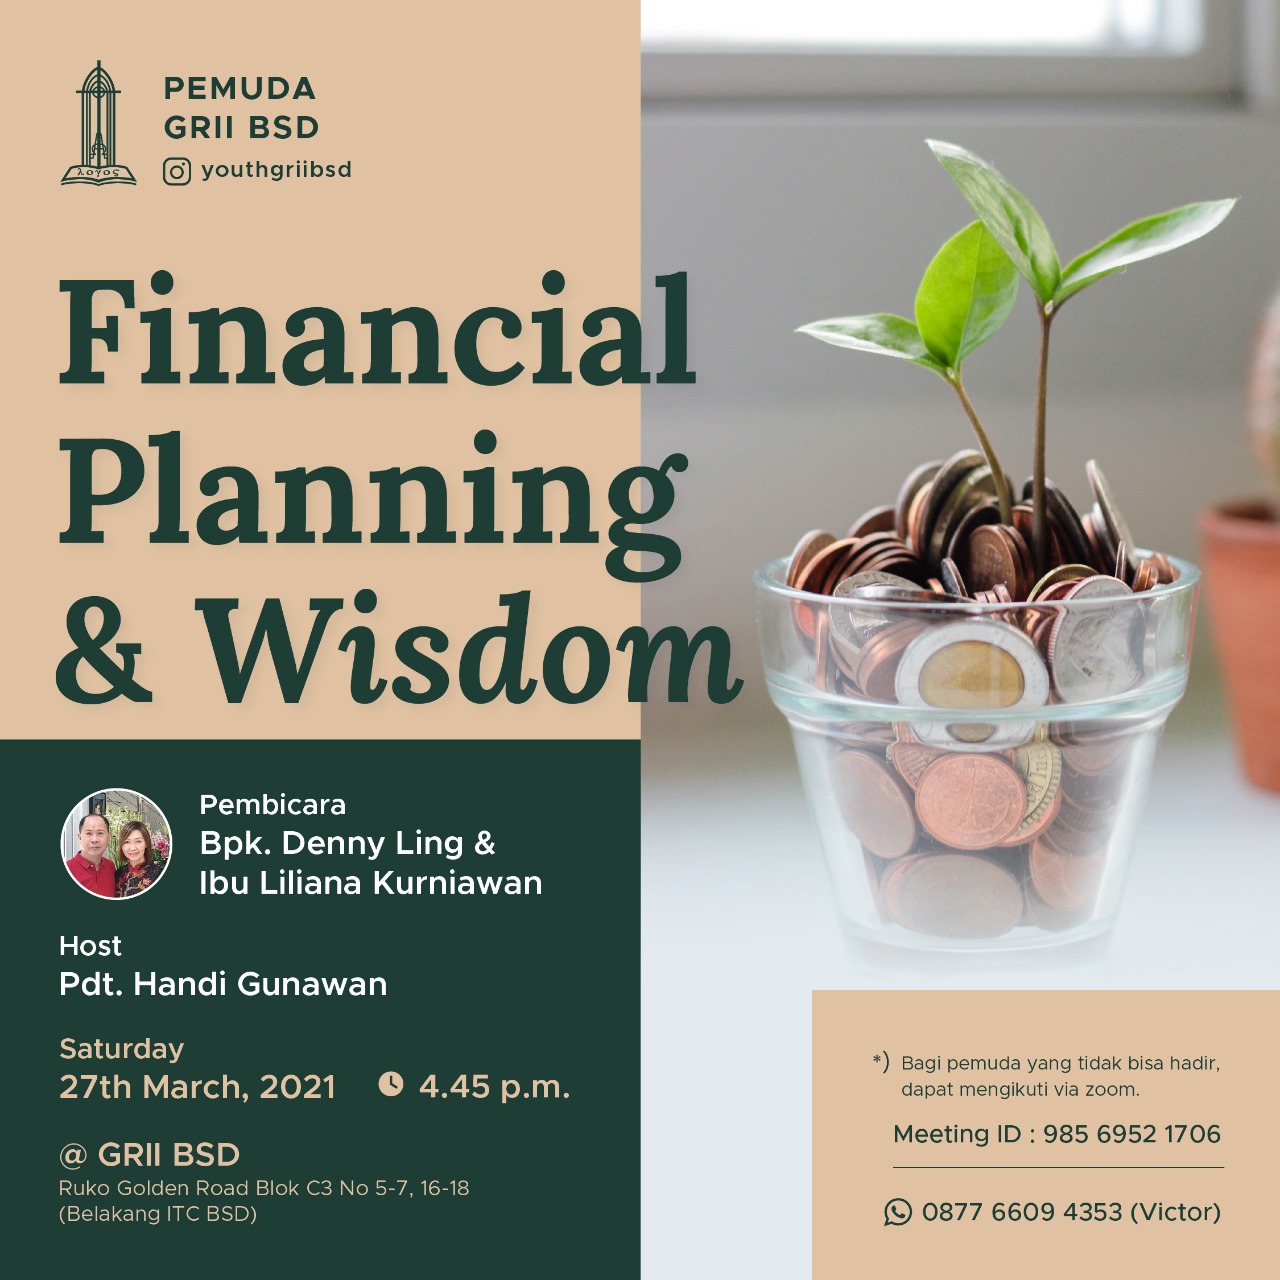 PEMUDA
GRII BSD
youthgriibsd
λογος
Financial
Planning
& Wisdom
Pembicara
Bpk. Denny Ling &
Ibu Liliana Kurniawan
Host
Pdt. Handi Gunawan
Saturday
27th March, 2021 4.45 p.m.
@ GRII BSD
Ruko Golden Road Blok C3 No 5-7, 16-18
(Belakang ITC BSD)
*) Bagi pemuda yang tidak bisa hadir,
dapat mengikuti via zoom.
Meeting ID : 985 6952 1706
0877 6609 4353 (Victor)